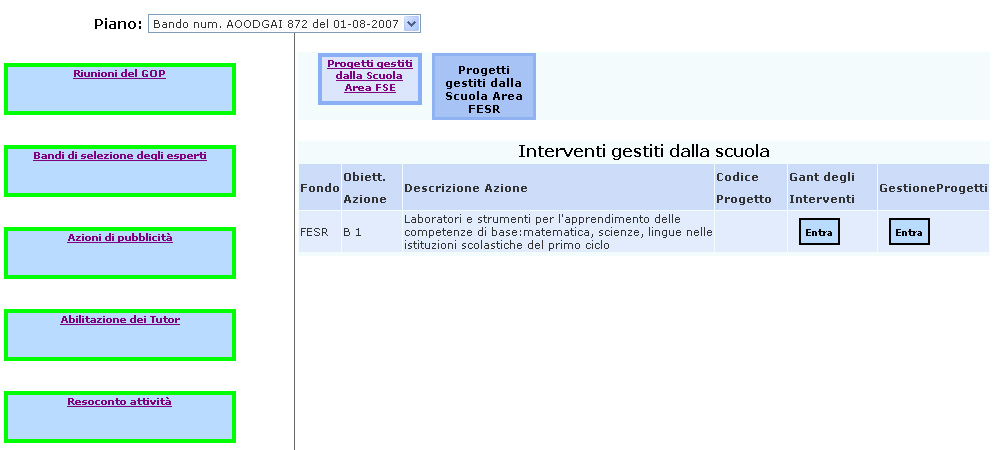 Piano: Bando num. AOODGAI 872 del 01-08-2007
Riunioni del GOP
Bandi di selezione degli esperti
Azioni di pubblicità
Abilitazione dei Tutor
Resoconto attività
Progetti gestiti
dalla Scuola
Area FSE
Progetti
gestiti dalla
Scuola Area
FESR
Interventi gestiti dalla scuola
Fondo
Obiett.
Azione
Descrizione Azione
Codice
Progetto
Gant degli
Interventi
GestioneProgetti
FESR
B 1
Laboratori e strumenti per l'apprendimento delle
competenze di base:matematica, scienze, lingue nelle
istituzioni scolastiche del primo ciclo
Entra
Entra